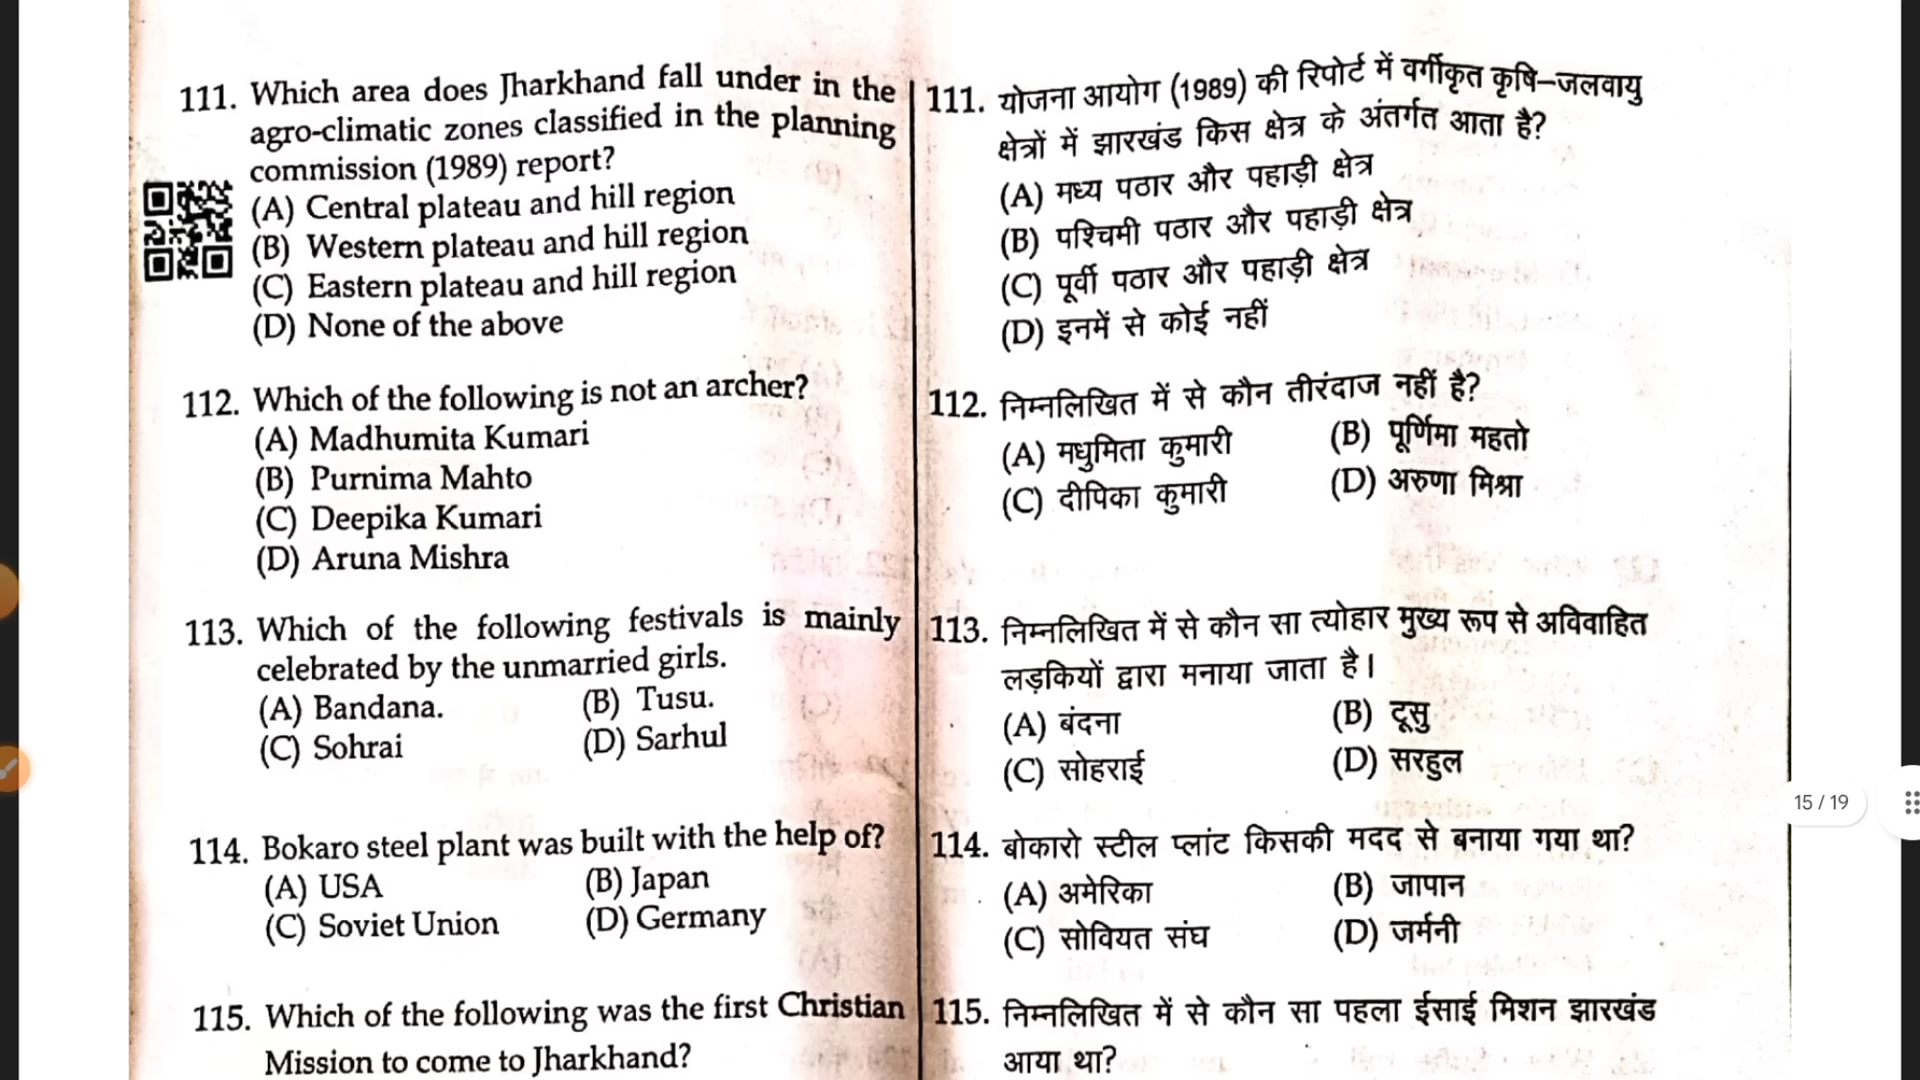 111. Which area does Jharkhand fall under in the
agro-climatic zones classified in the planning
commission (1989) report?
(A) Central plateau and hill region
(B) Western plateau and hill region
(C) Eastern plateau and hill region
(D) None of the above
112. Which of the following is not an archer?
(A) Madhumita Kumari
(B) Purnima Mahto
(C) Deepika Kumari
(D) Aruna Mishra
113. Which of the following festivals is mainly
celebrated by the unmarried girls.
(A) Bandana. (B) Tusu.
(C) Sohrai (D) Sarhul
114. Bokaro steel plant was built with the help of?
(A) USA (B) Japan
(C) Soviet Union (D) Germany
115. Which of the following was the first Christian
Mission to come to Jharkhand?
111. योजना आयोग (1989) की रिपोर्ट में वर्गीकृत कृषि–जलवायु
क्षेत्रों में झारखंड किस क्षेत्र के अंतर्गत आता है?
(A) मध्य पठार और पहाड़ी क्षेत्र
(B) पश्चिमी पठार और पहाड़ी क्षेत्र
(C) पूर्वी पठार और पहाड़ी क्षेत्र
(D) इनमें से कोई नहीं
112. निम्नलिखित में से कौन तीरंदाज नहीं है?
(A) मधुमिता कुमारी (B) पूर्णिमा महतो
(C) दीपिका कुमारी (D) अरुणा मिश्रा
113. निम्नलिखित में से कौन सा त्योहार मुख्य रूप से अविवाहित
लड़कियों द्वारा मनाया जाता है।
(A) बंदना (B) टूसु
(C) सोहराई (D) सरहुल
114. बोकारो स्टील प्लांट किसकी मदद से बनाया गया था?
(A) अमेरिका (B) जापान
(C) सोवियत संघ (D) जर्मनी
115. निम्नलिखित में से कौन सा पहला ईसाई मिशन झारखंड
आया था?
15 / 19